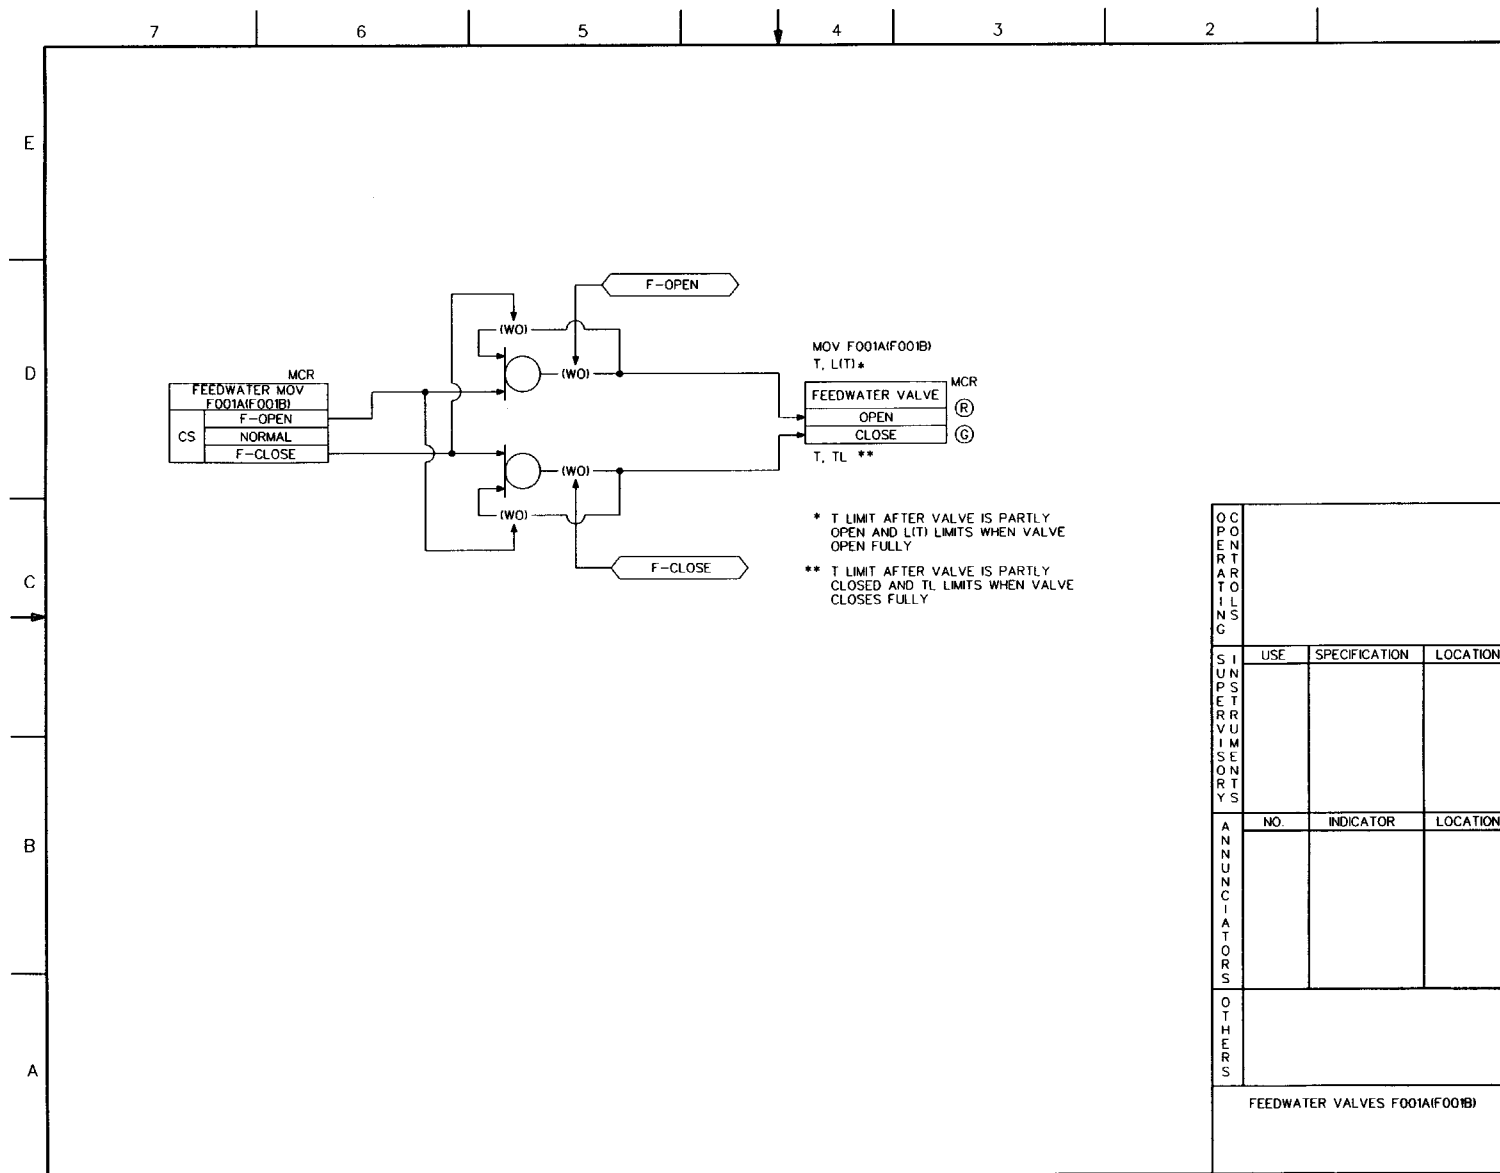 7 6 5 4 3 2
E
D
C
B
A
F-OPEN
(WO)
(WO)
MCR
FEEDWATER MOV
F001A(F001B)
CS
F-OPEN
NORMAL
F-CLOSE
(WO)
(WO)
F-CLOSE
MOV F001A(F001B)
T, L(T)*
MCR
FEEDWATER VALVE
OPEN
CLOSE
R
G
T, TL **
* T LIMIT AFTER VALVE IS PARTLY
OPEN AND L(T) LIMITS WHEN VALVE
OPEN FULLY
** T LIMIT AFTER VALVE IS PARTLY
CLOSED AND TL LIMITS WHEN VALVE
CLOSES FULLY
OPERATING
CONTROLS
SUPERVISORY
INSTRUMENTS
USE SPECIFICATION LOCATION
ANNUNCIATORS
NO. INDICATOR LOCATION
OTHERS
FEEDWATER VALVES F001A(F001B)